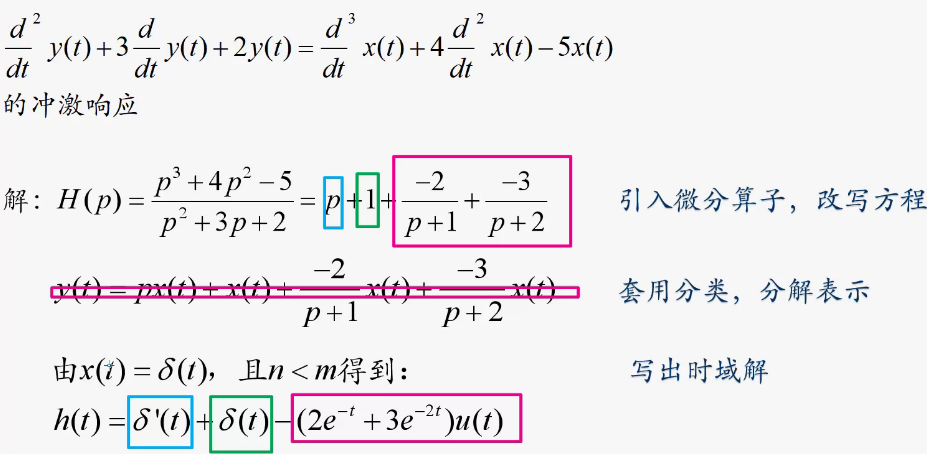 d²/dt y(t) + 3 d/dt y(t) + 2y(t) = d³/dt x(t) + 4 d²/dt x(t) − 5x(t)
的冲激响应
解：H(p) = (p³ + 4p² − 5)/(p² + 3p + 2) = p + 1 + (−2)/(p + 1) + (−3)/(p + 2) 引入微分算子，改写方程
y(t) = px(t) + x(t) + (−2)/(p + 1) x(t) + (−3)/(p + 2) x(t) 套用分类，分解表示
由x(t) = δ(t)，且n < m得到： 写出时域解
h(t) = δ'(t) + δ(t) − (2e⁻ᵗ + 3e⁻²ᵗ)u(t)